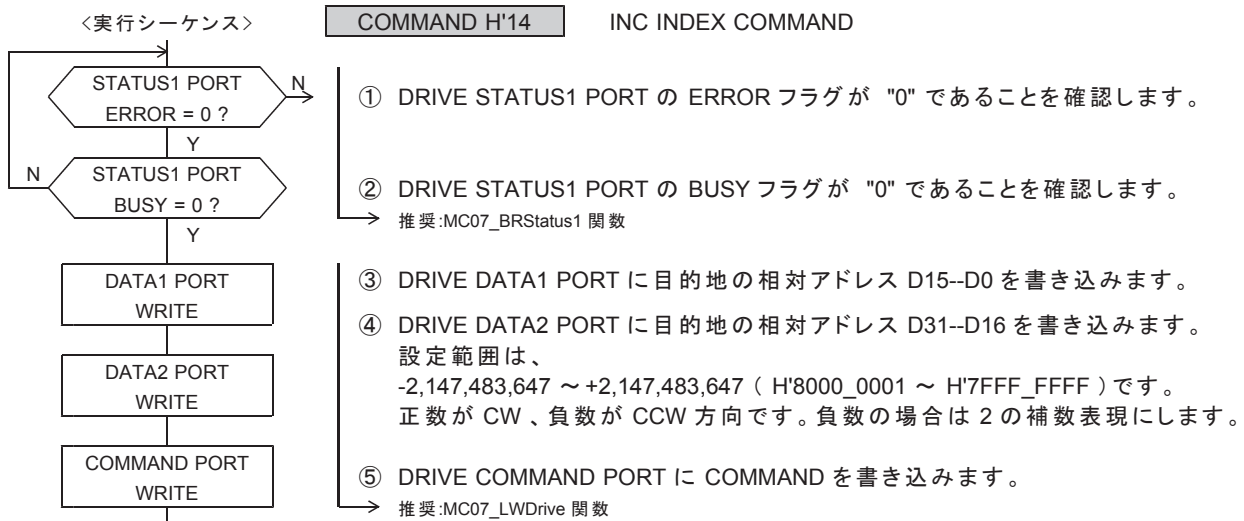 <実行シーケンス>
COMMAND H'14 INC INDEX COMMAND
STATUS1 PORT
ERROR = 0 ?
N
Y
① DRIVE STATUS1 PORT の ERROR フラグが "0" であることを確認します。
N
STATUS1 PORT
BUSY = 0 ?
Y
② DRIVE STATUS1 PORT の BUSY フラグが "0" であることを確認します。
推奨:MC07_BRStatus1 関数
DATA1 PORT
WRITE
③ DRIVE DATA1 PORT に目的地の相対アドレス D15--D0 を書き込みます。
DATA2 PORT
WRITE
④ DRIVE DATA2 PORT に目的地の相対アドレス D31--D16 を書き込みます。
設定範囲は、
-2,147,483,647 ～ +2,147,483,647 ( H'8000_0001 ～ H'7FFF_FFFF ) です。
正数が CW 、負数が CCW 方向です。負数の場合は 2 の補数表現にします。
COMMAND PORT
WRITE
⑤ DRIVE COMMAND PORT に COMMAND を書き込みます。
推奨:MC07_LWDrive 関数